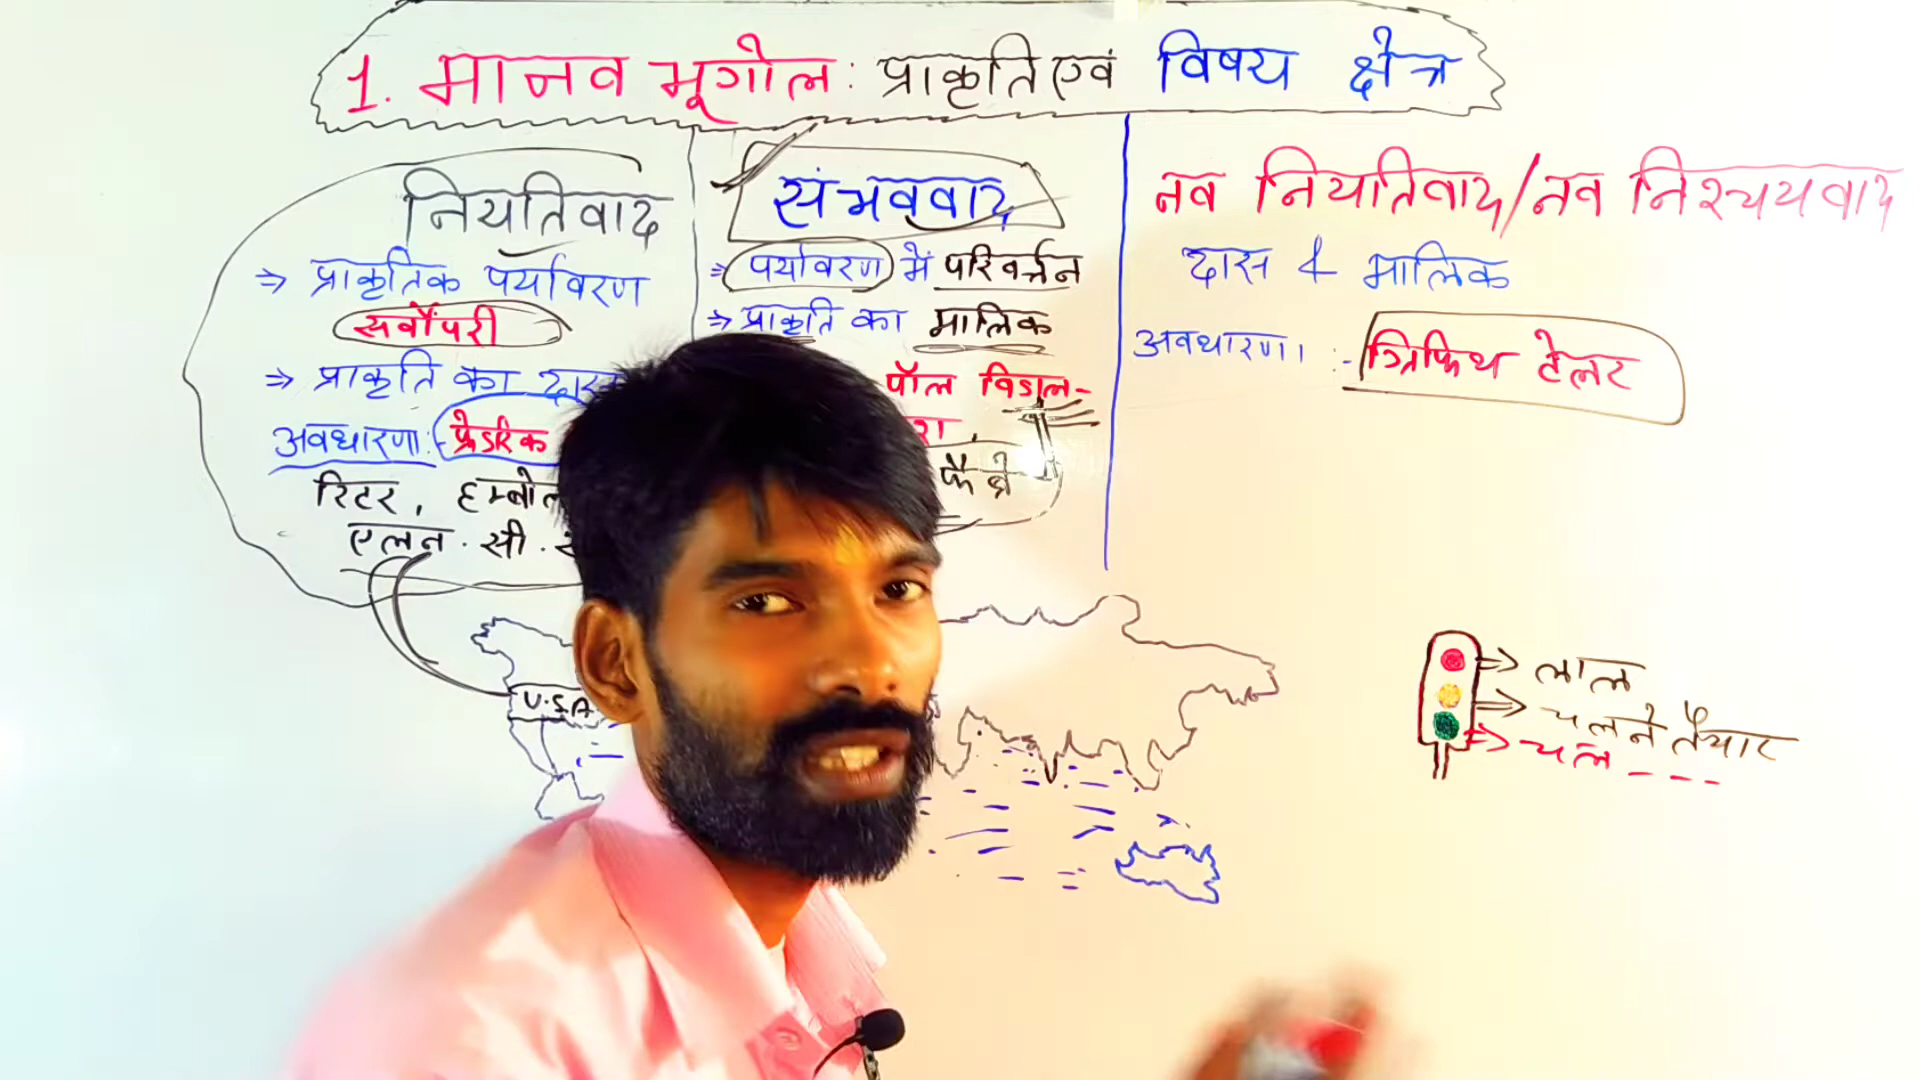 1. मानव भूगोल: प्राकृति एवं विषय क्षेत्र
नियतिवाद
⇒ प्राकृतिक पर्यावरण
सर्वोपरी
⇒ प्राकृति का
अवधारणा:- फ्रेडरिक
रिटर,
एलन. सी.
संभववाद
⇒ पर्यावरण में परिवर्तन
⇒ प्राकृति का मालिक
पॉल विडाल-
नव नियतिवाद/नव निश्चयवाद
दास & मालिक
अवधारणा :- ग्रिफिथ टेलर
U.S.A
⇒ लाल
⇒ चलने तैयार
⇒ चल ---